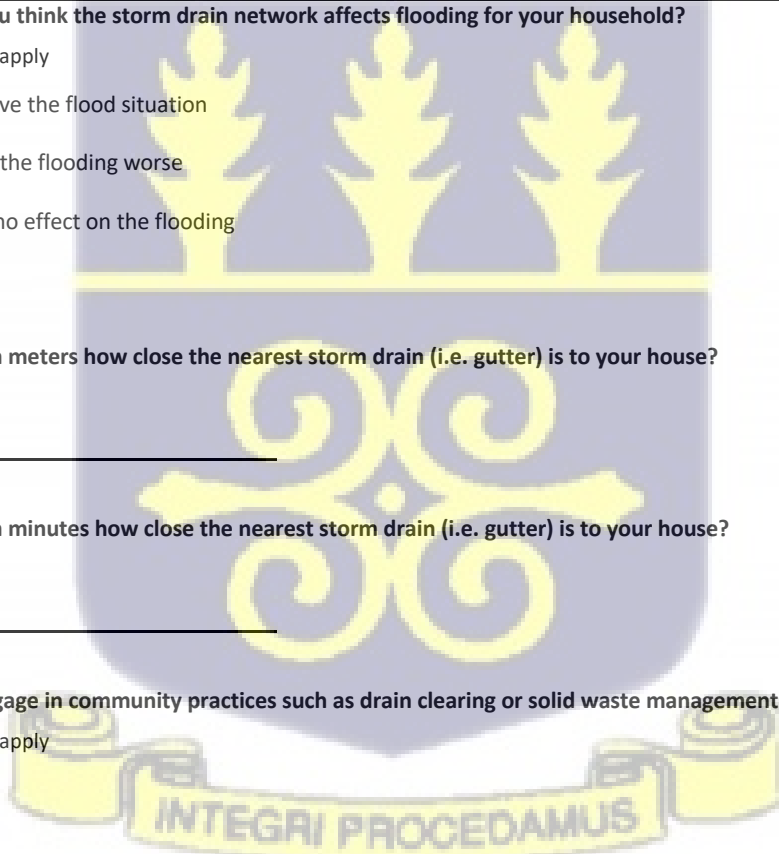 u think the storm drain network affects flooding for your household?
apply
ve the flood situation
the flooding worse
no effect on the flooding
n meters how close the nearest storm drain (i.e. gutter) is to your house?
n minutes how close the nearest storm drain (i.e. gutter) is to your house?
gage in community practices such as drain clearing or solid waste management
apply
INTEGRI PROCEDAMUS